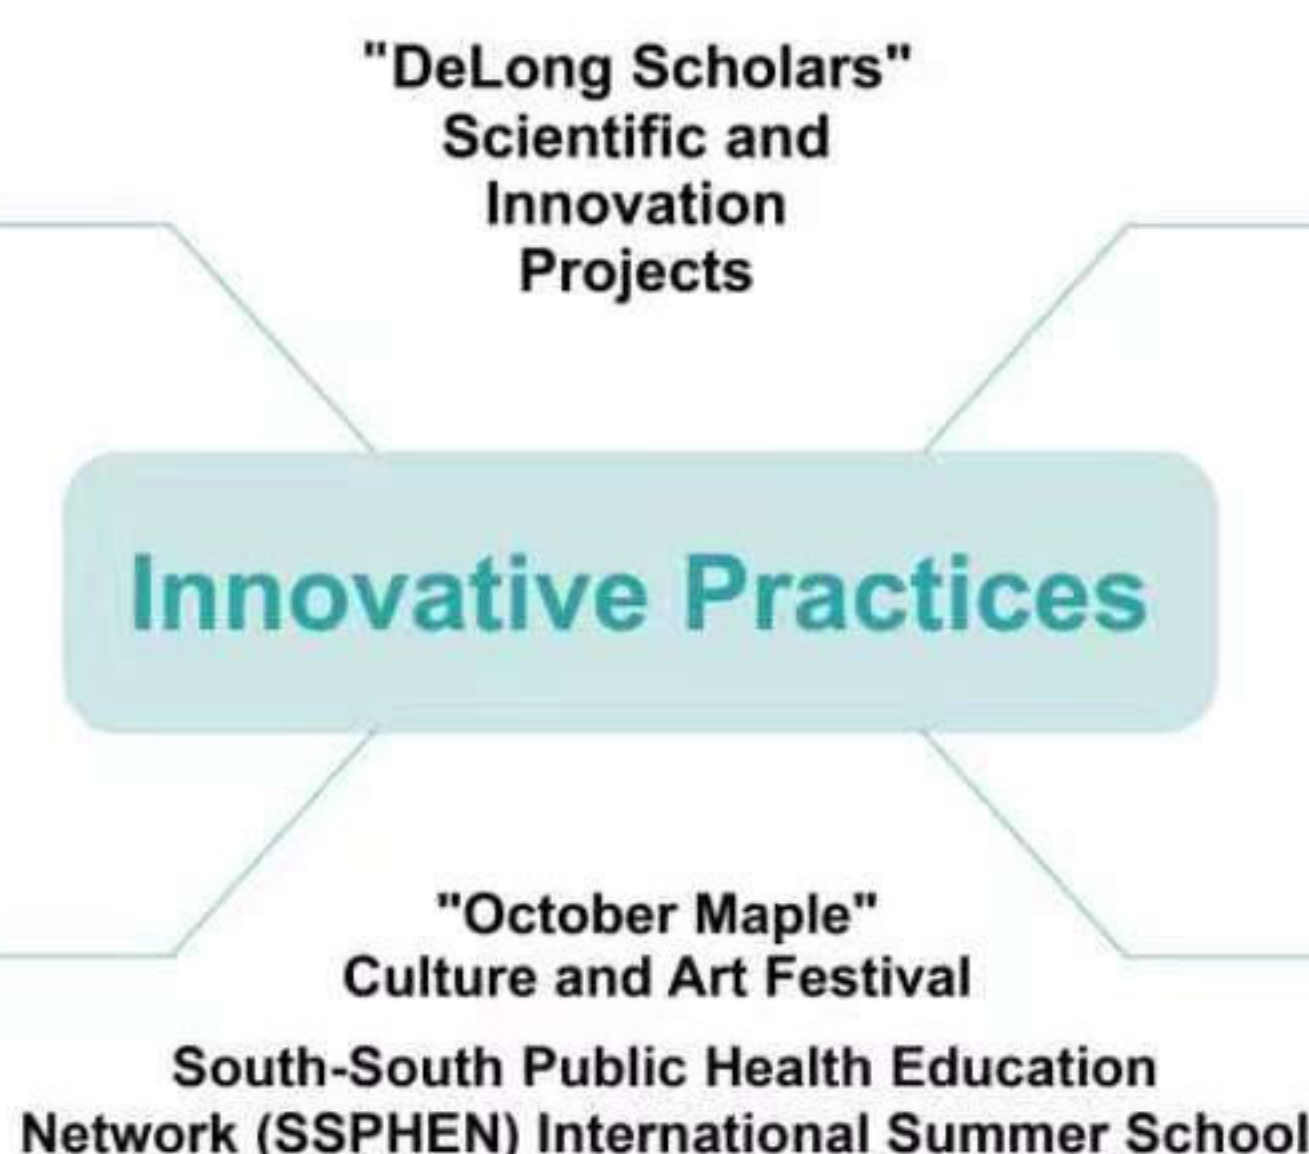 "DeLong Scholars"
Scientific and
Innovation
Projects
Innovative Practices
"October Maple"
Culture and Art Festival
South-South Public Health Education
Network (SSPHEN) International Summer School